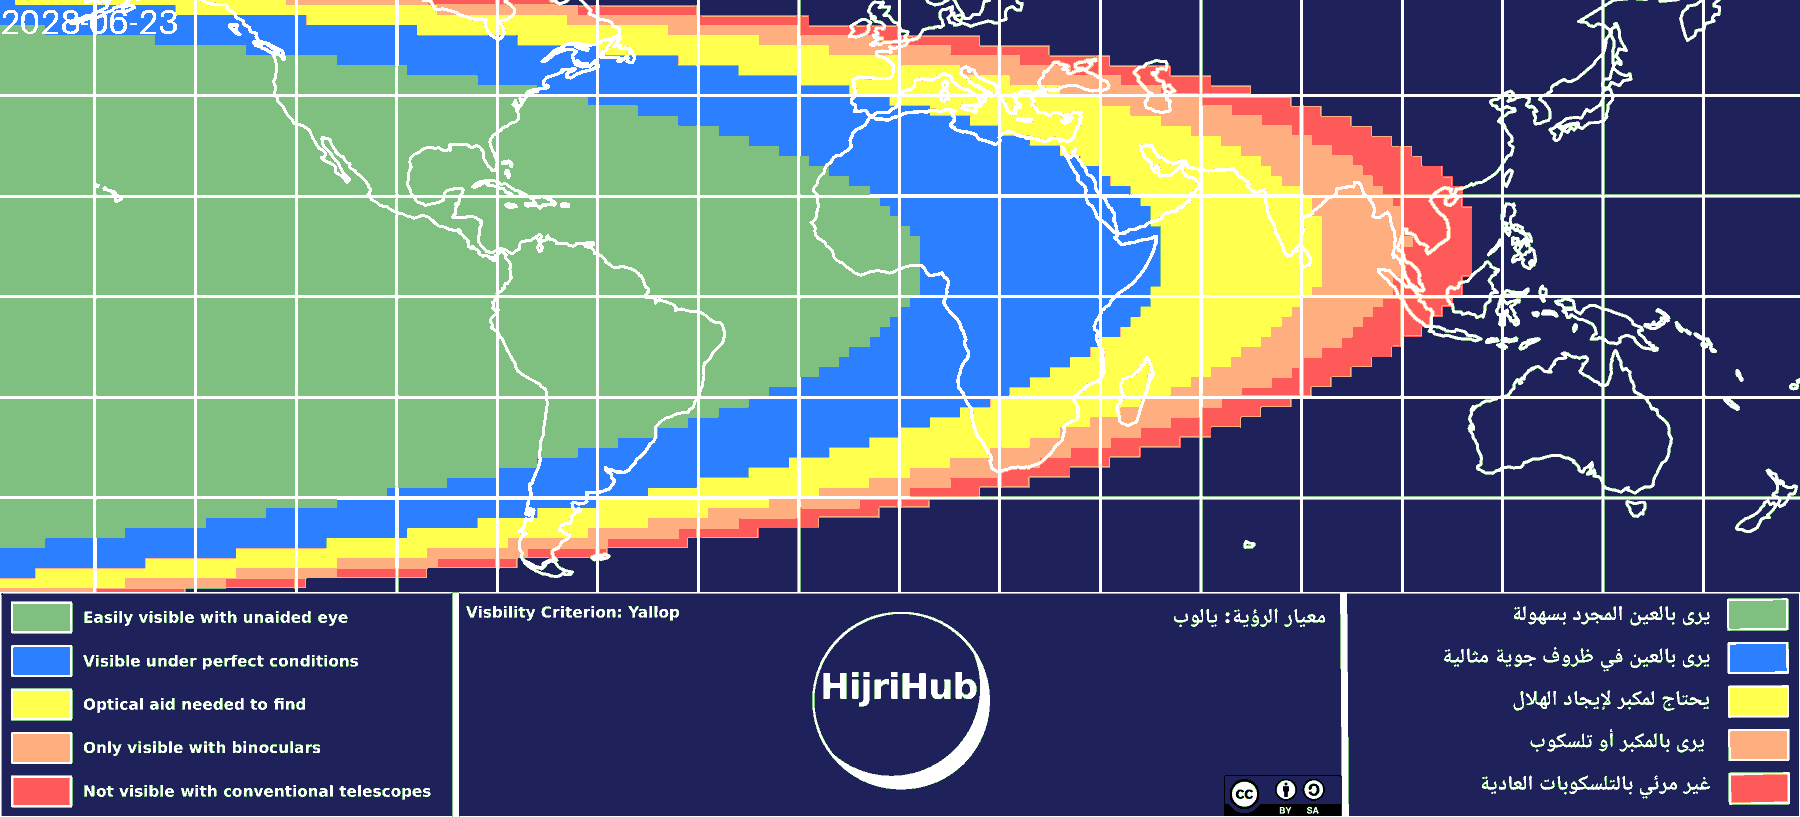 2028-06-23
Easily visible with unaided eye
Visible under perfect conditions
Optical aid needed to find
Only visible with binoculars
Not visible with conventional telescopes
Visbility Criterion: Yallop
معيار الرؤية: يالوب
HijriHub
CC BY SA
يرى بالعين المجرد بسهولة
يرى بالعين في ظروف جوية مثالية
يحتاج لمكبر لإيجاد الهلال
يرى بالمكبر أو تلسكوب
غير مرئي بالتلسكوبات العادية